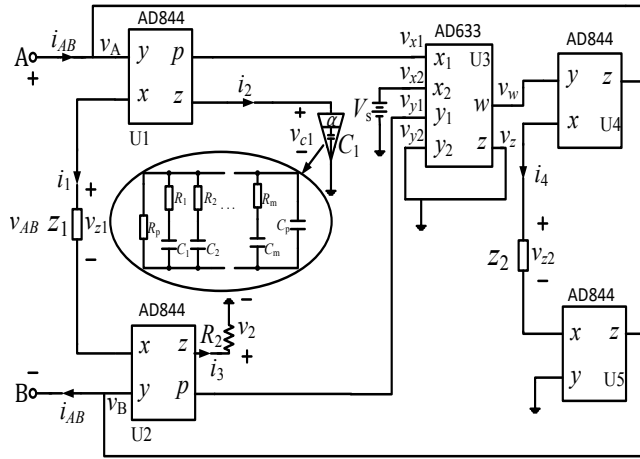 A
+
i_AB
v_A
AD844
y
p
x
z
U1
i_2
+
v_c1
−
α
C_1
v_x1
v_x2
v_y1
v_y2
V_s
AD633
x_1
U3
x_2
y_1
w
y_2
z
v_w
v_z
AD844
y
z
x
U4
i_1
+
v_AB
z_1
v_z1
−
R_p
R_1
R_2
...
R_m
C_p
C_1
C_2
C_m
i_4
+
z_2
v_z2
−
−
R_2
v_2
+
i_3
AD844
x
z
y
p
U2
AD844
x
z
y
U5
−
B
i_AB
v_B